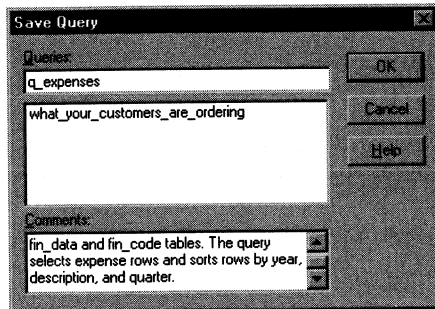 Save Query
Queries:
q_expenses
OK
what_your_customers_are_ordering
Cancel
Help
Comments:
fin_data and fin_code tables. The query
selects expense rows and sorts rows by year,
description, and quarter.